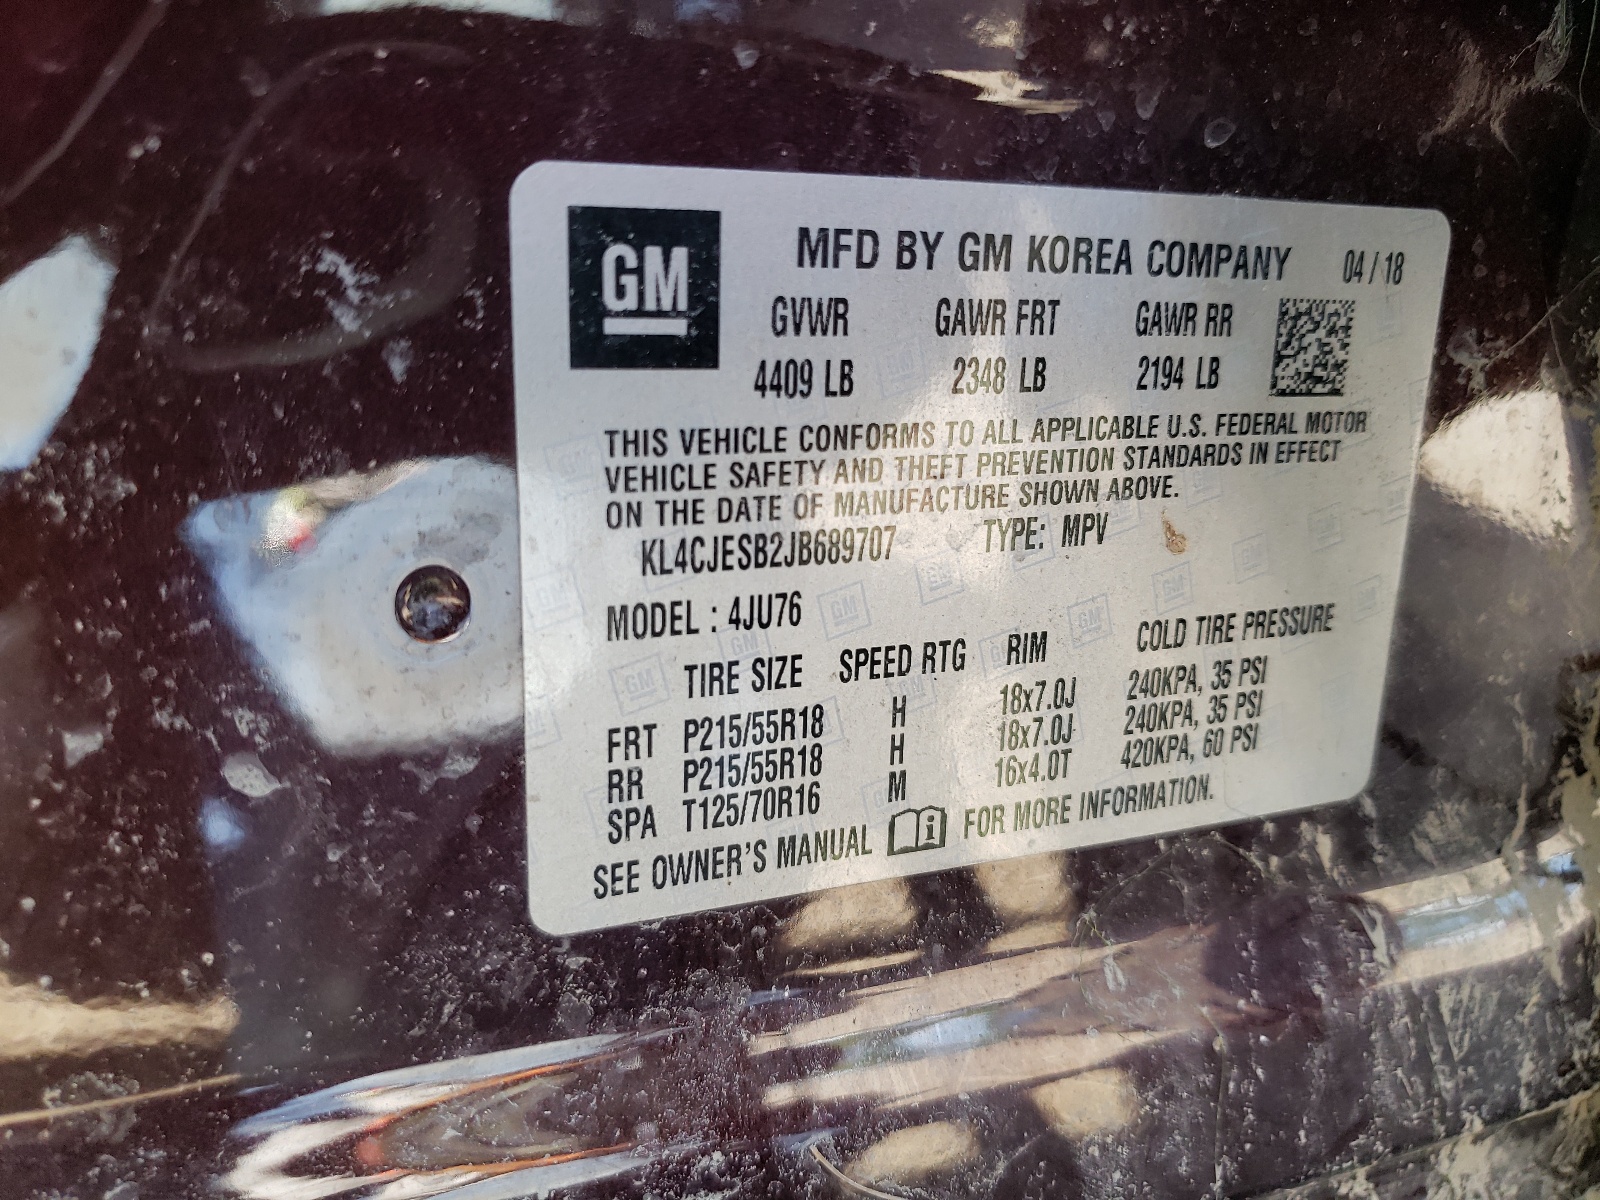 GM
MFD BY GM KOREA COMPANY 04 / 18
GVWR GAWR FRT GAWR RR
4409 LB 2348 LB 2194 LB
THIS VEHICLE CONFORMS TO ALL APPLICABLE U.S. FEDERAL MOTOR
VEHICLE SAFETY AND THEFT PREVENTION STANDARDS IN EFFECT
ON THE DATE OF MANUFACTURE SHOWN ABOVE.
KL4CJESB2JB689707 TYPE: MPV
MODEL : 4JU76
TIRE SIZE SPEED RTG RIM COLD TIRE PRESSURE
FRT P215/55R18 H 18x7.0J 240KPA, 35 PSI
RR P215/55R18 H 18x7.0J 240KPA, 35 PSI
SPA T125/70R16 M 16x4.0T 420KPA, 60 PSI
SEE OWNER'S MANUAL i FOR MORE INFORMATION.